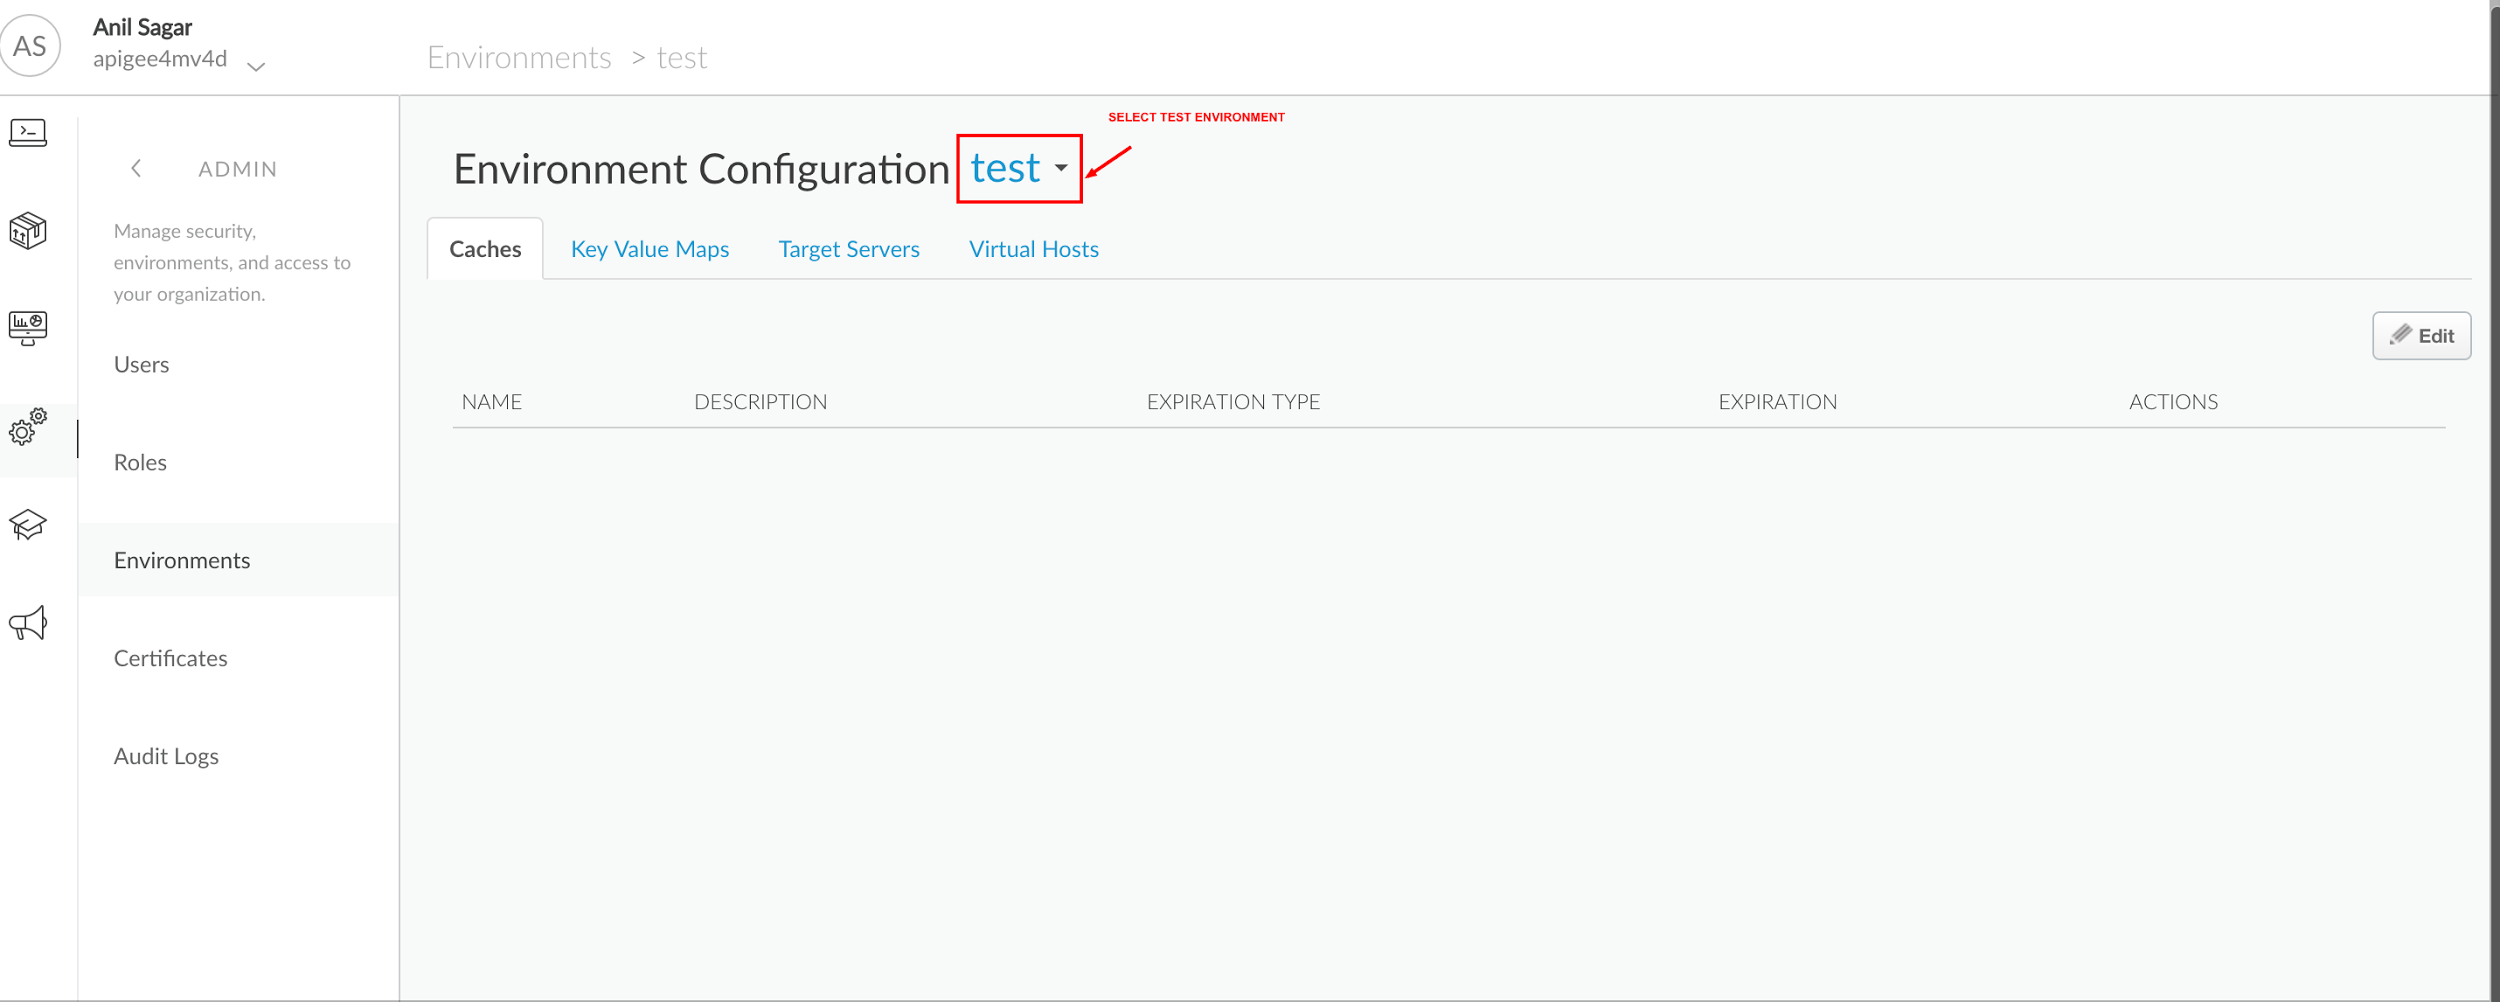 AS
Anil Sagar
apigee4mv4d
Environments > test
SELECT TEST ENVIRONMENT
ADMIN
Manage security,
environments, and access to
your organization.
Users
Roles
Environments
Certificates
Audit Logs
Environment Configuration test
Caches Key Value Maps Target Servers Virtual Hosts
Edit
NAME DESCRIPTION EXPIRATION TYPE EXPIRATION ACTIONS